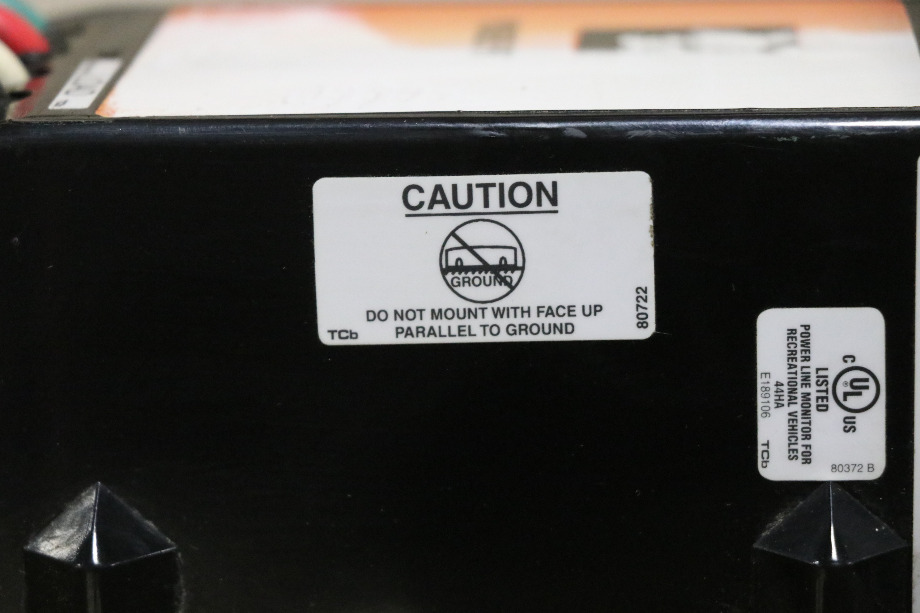 CAUTION
GROUND
DO NOT MOUNT WITH FACE UP
PARALLEL TO GROUND
TCb
80722
C UL ® US
LISTED
POWER LINE MONITOR FOR
RECREATIONAL VEHICLES
44HA
E189106
TCb
80372 B